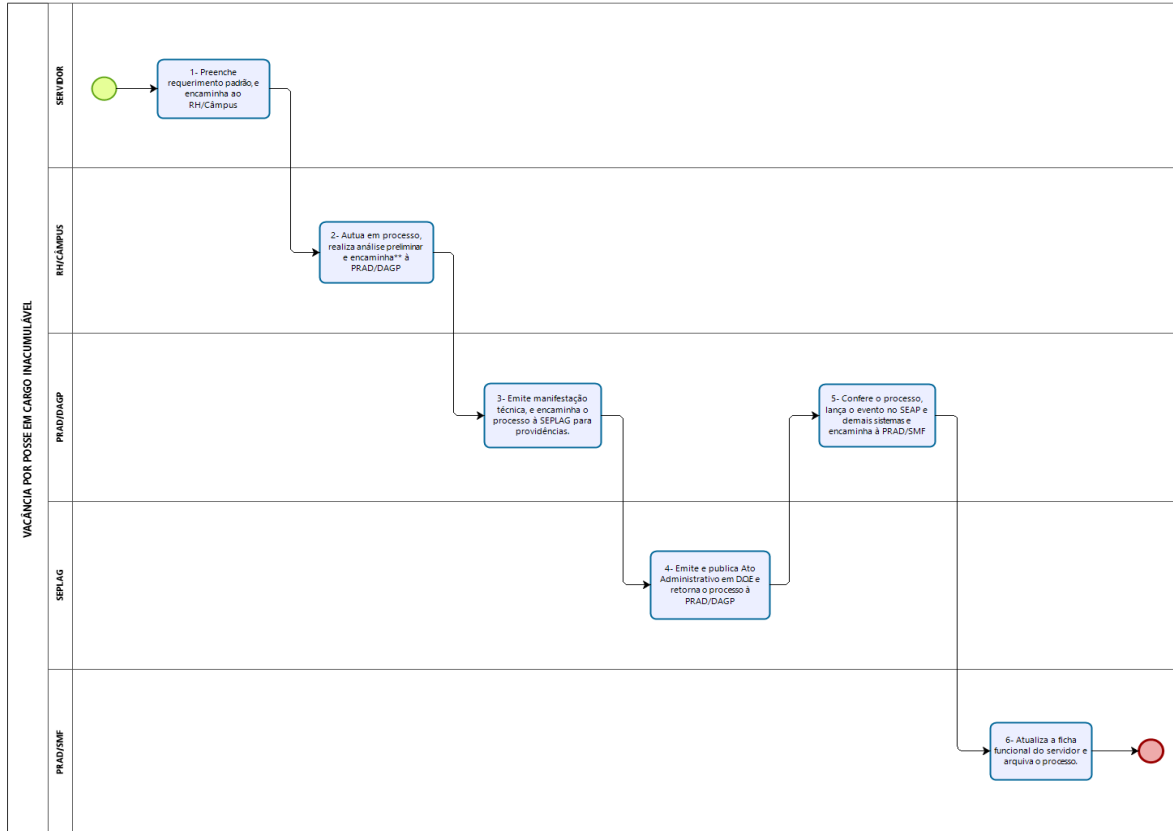 VACÂNCIA POR POSSE EM CARGO INACUMULÁVEL
SERVIDOR
1- Preenche
requerimento padrão, e
encaminha ao
RH/Câmpus
RH/CÂMPUS
2- Autua em processo,
realiza análise preliminar
e encaminha** à
PRAD/DAGP
PRAD/DAGP
3- Emite manifestação
técnica, e encaminha o
processo à SEPLAG para
providências.
5- Confere o processo,
lança o evento no SEAP e
demais sistemas e
encaminha à PRAD/SMF
SEPLAG
4- Emite e publica Ato
Administrativo em DOE e
retorna o processo à
PRAD/DAGP
PRAD/SMF
6- Atualiza a ficha
funcional do servidor e
arquiva o processo.